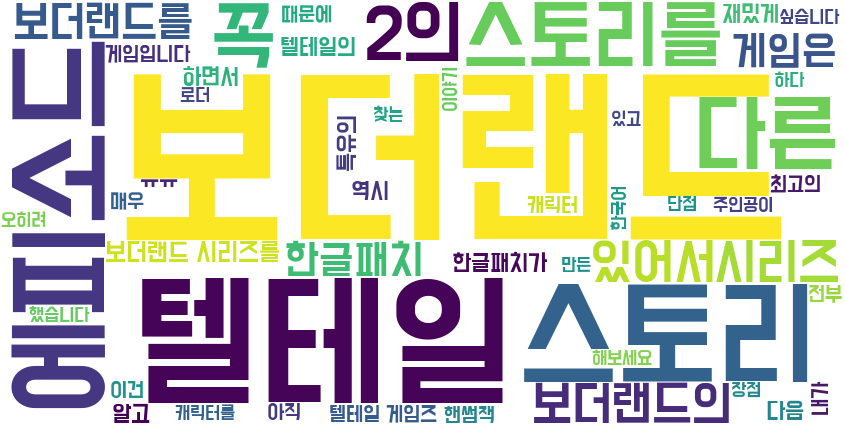 보더랜드를
꼭
때문에
텔테일의
2의
스토리를
재밌게
싶습니다
게임은
게임입니다
하면서
로더
이야기
하다
에피소드
보더랜드
찾는
특유의
있고
다른
ㅠㅠ
매우
역시
캐릭터
한국어
단점
주인공이
최고의
오히려
보더랜드 시리즈를
한글패치
한글패치가
만든
있어서
시리즈
전부
했습니다
텔테일
스토리
해보세요
이건
알고
캐릭터를
아직
텔테일 게임즈
핸썸잭
보더랜드의
장점
다음
내가